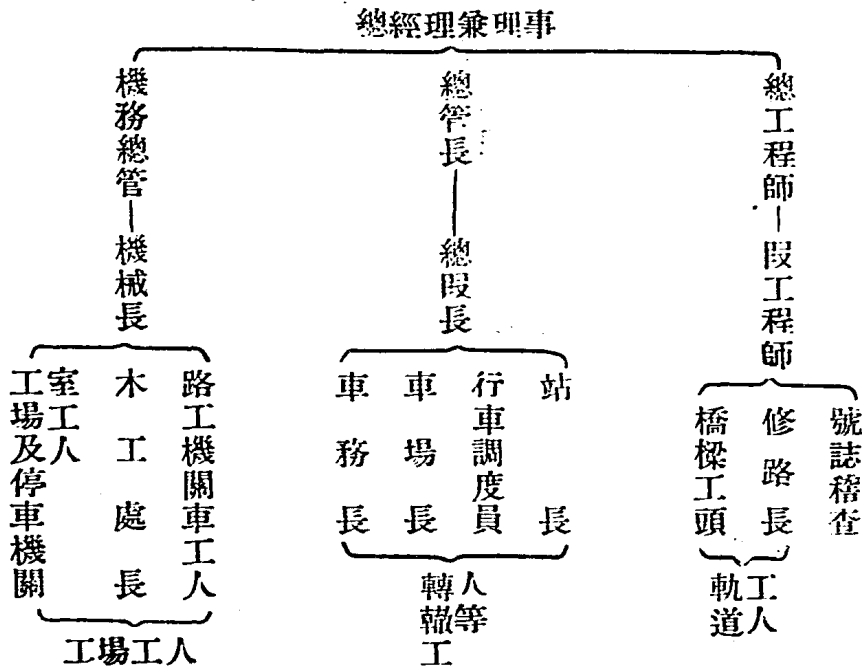 總經理兼理事
總工程師—段工程師
號誌稽查
修路長
橋樑工頭
軌道
工人
總管長——總段長
站長
行車調度員
車場長
車務長
轉轍工
人等
機務總管—機械長
路工機關車工人
木工處長
工場及停車機關
室工人
工場工人